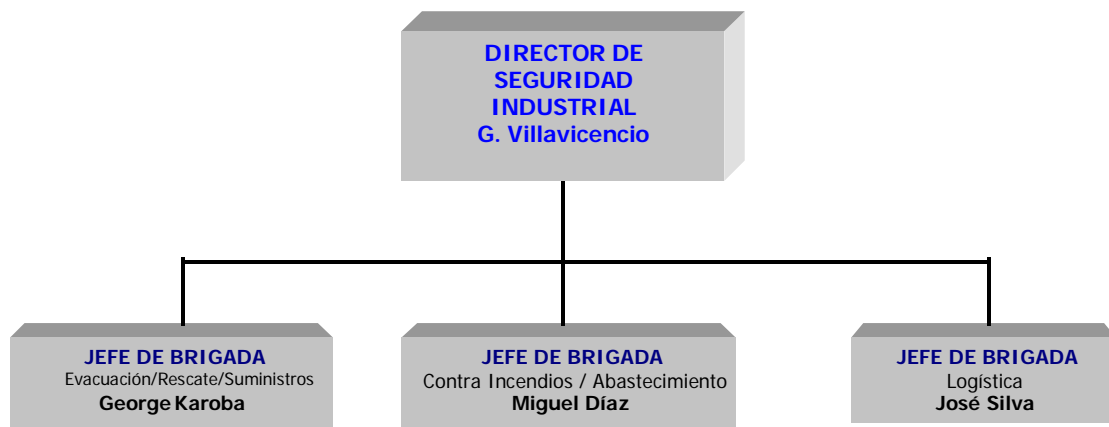 DIRECTOR DE
SEGURIDAD
INDUSTRIAL
G. Villavicencio
JEFE DE BRIGADA
Evacuación/Rescate/Suministros
George Karoba
JEFE DE BRIGADA
Contra Incendios / Abastecimiento
Miguel Díaz
JEFE DE BRIGADA
Logística
José Silva